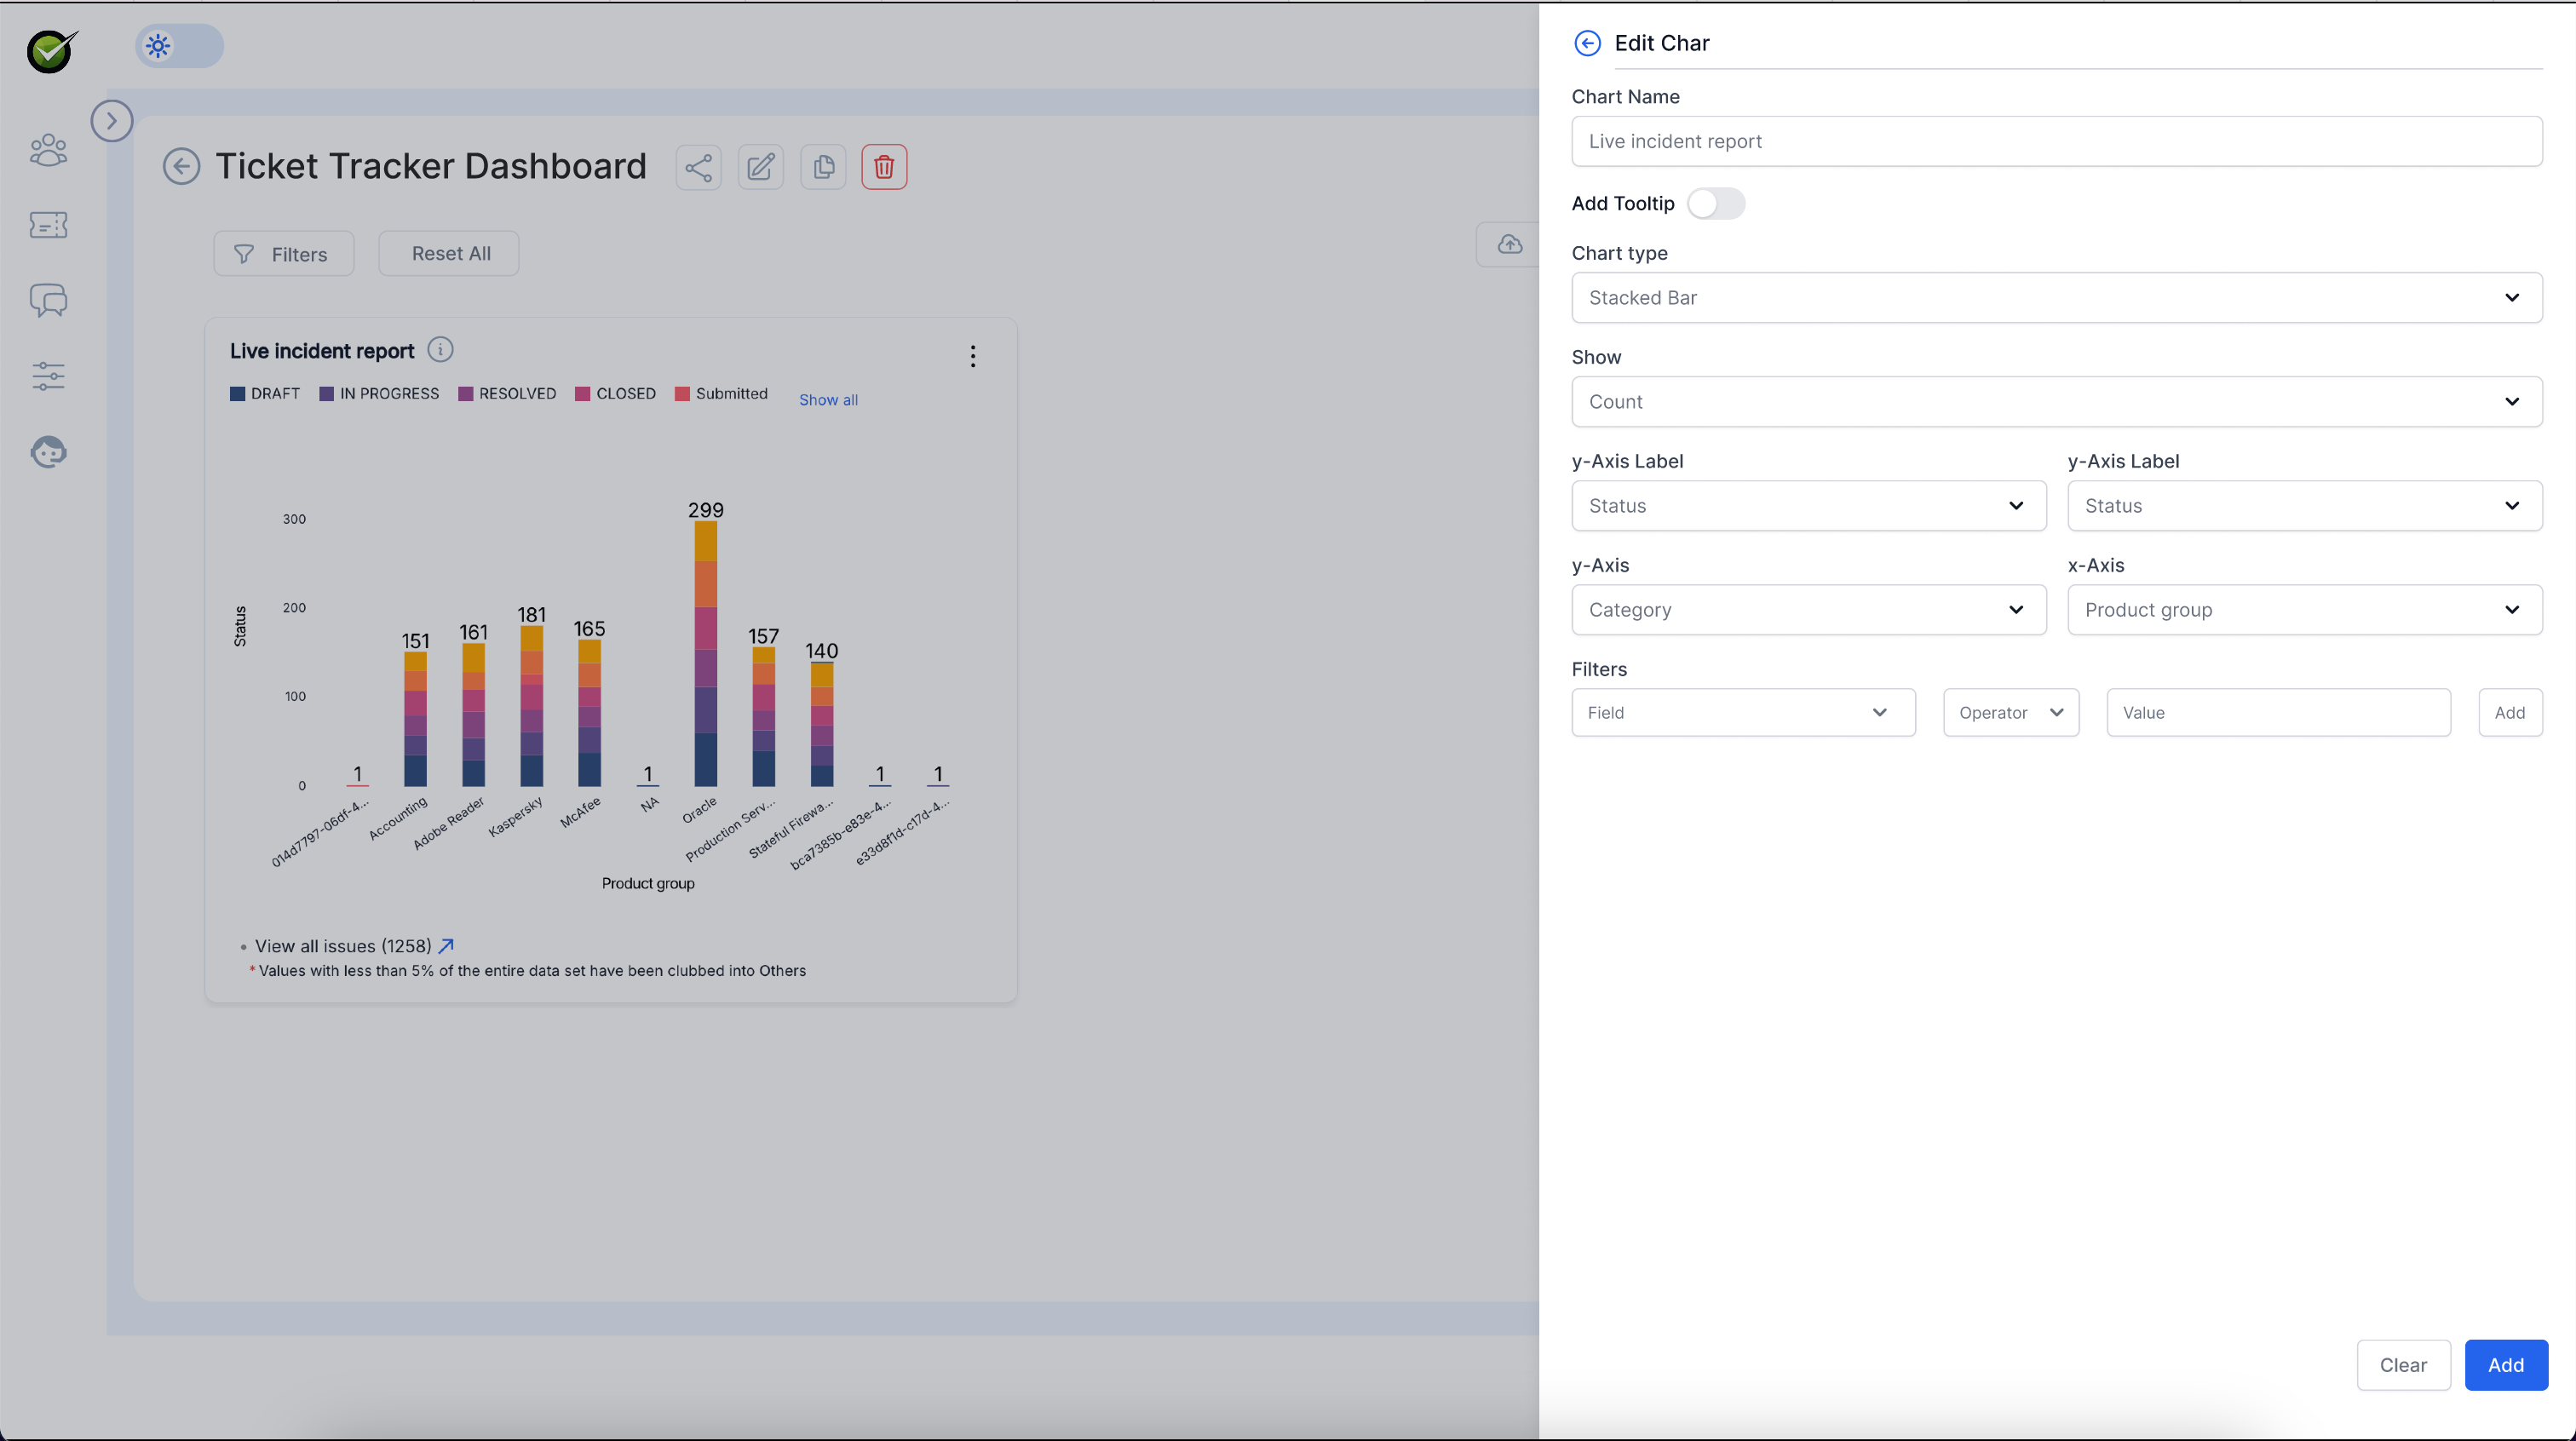 Ticket Tracker Dashboard
Filters
Reset All
Live incident report
DRAFT IN PROGRESS RESOLVED CLOSED Submitted Show all
299
300
200
181
165
161
157
151
140
100
1 1 1 1
0
Status
014d7797-06df-4... Accounting Adobe Reader Kaspersky McAfee NA Oracle Production Serv... Stateful Firewa... bca7385b-e83e-4... e33d8f1d-c17d-4...
Product group
View all issues (1258)
* Values with less than 5% of the entire data set have been clubbed into Others
Edit Char
Chart Name
Live incident report
Add Tooltip
Chart type
Stacked Bar
Show
Count
y-Axis Label y-Axis Label
Status Status
y-Axis x-Axis
Category Product group
Filters
Field Operator Value Add
Clear Add